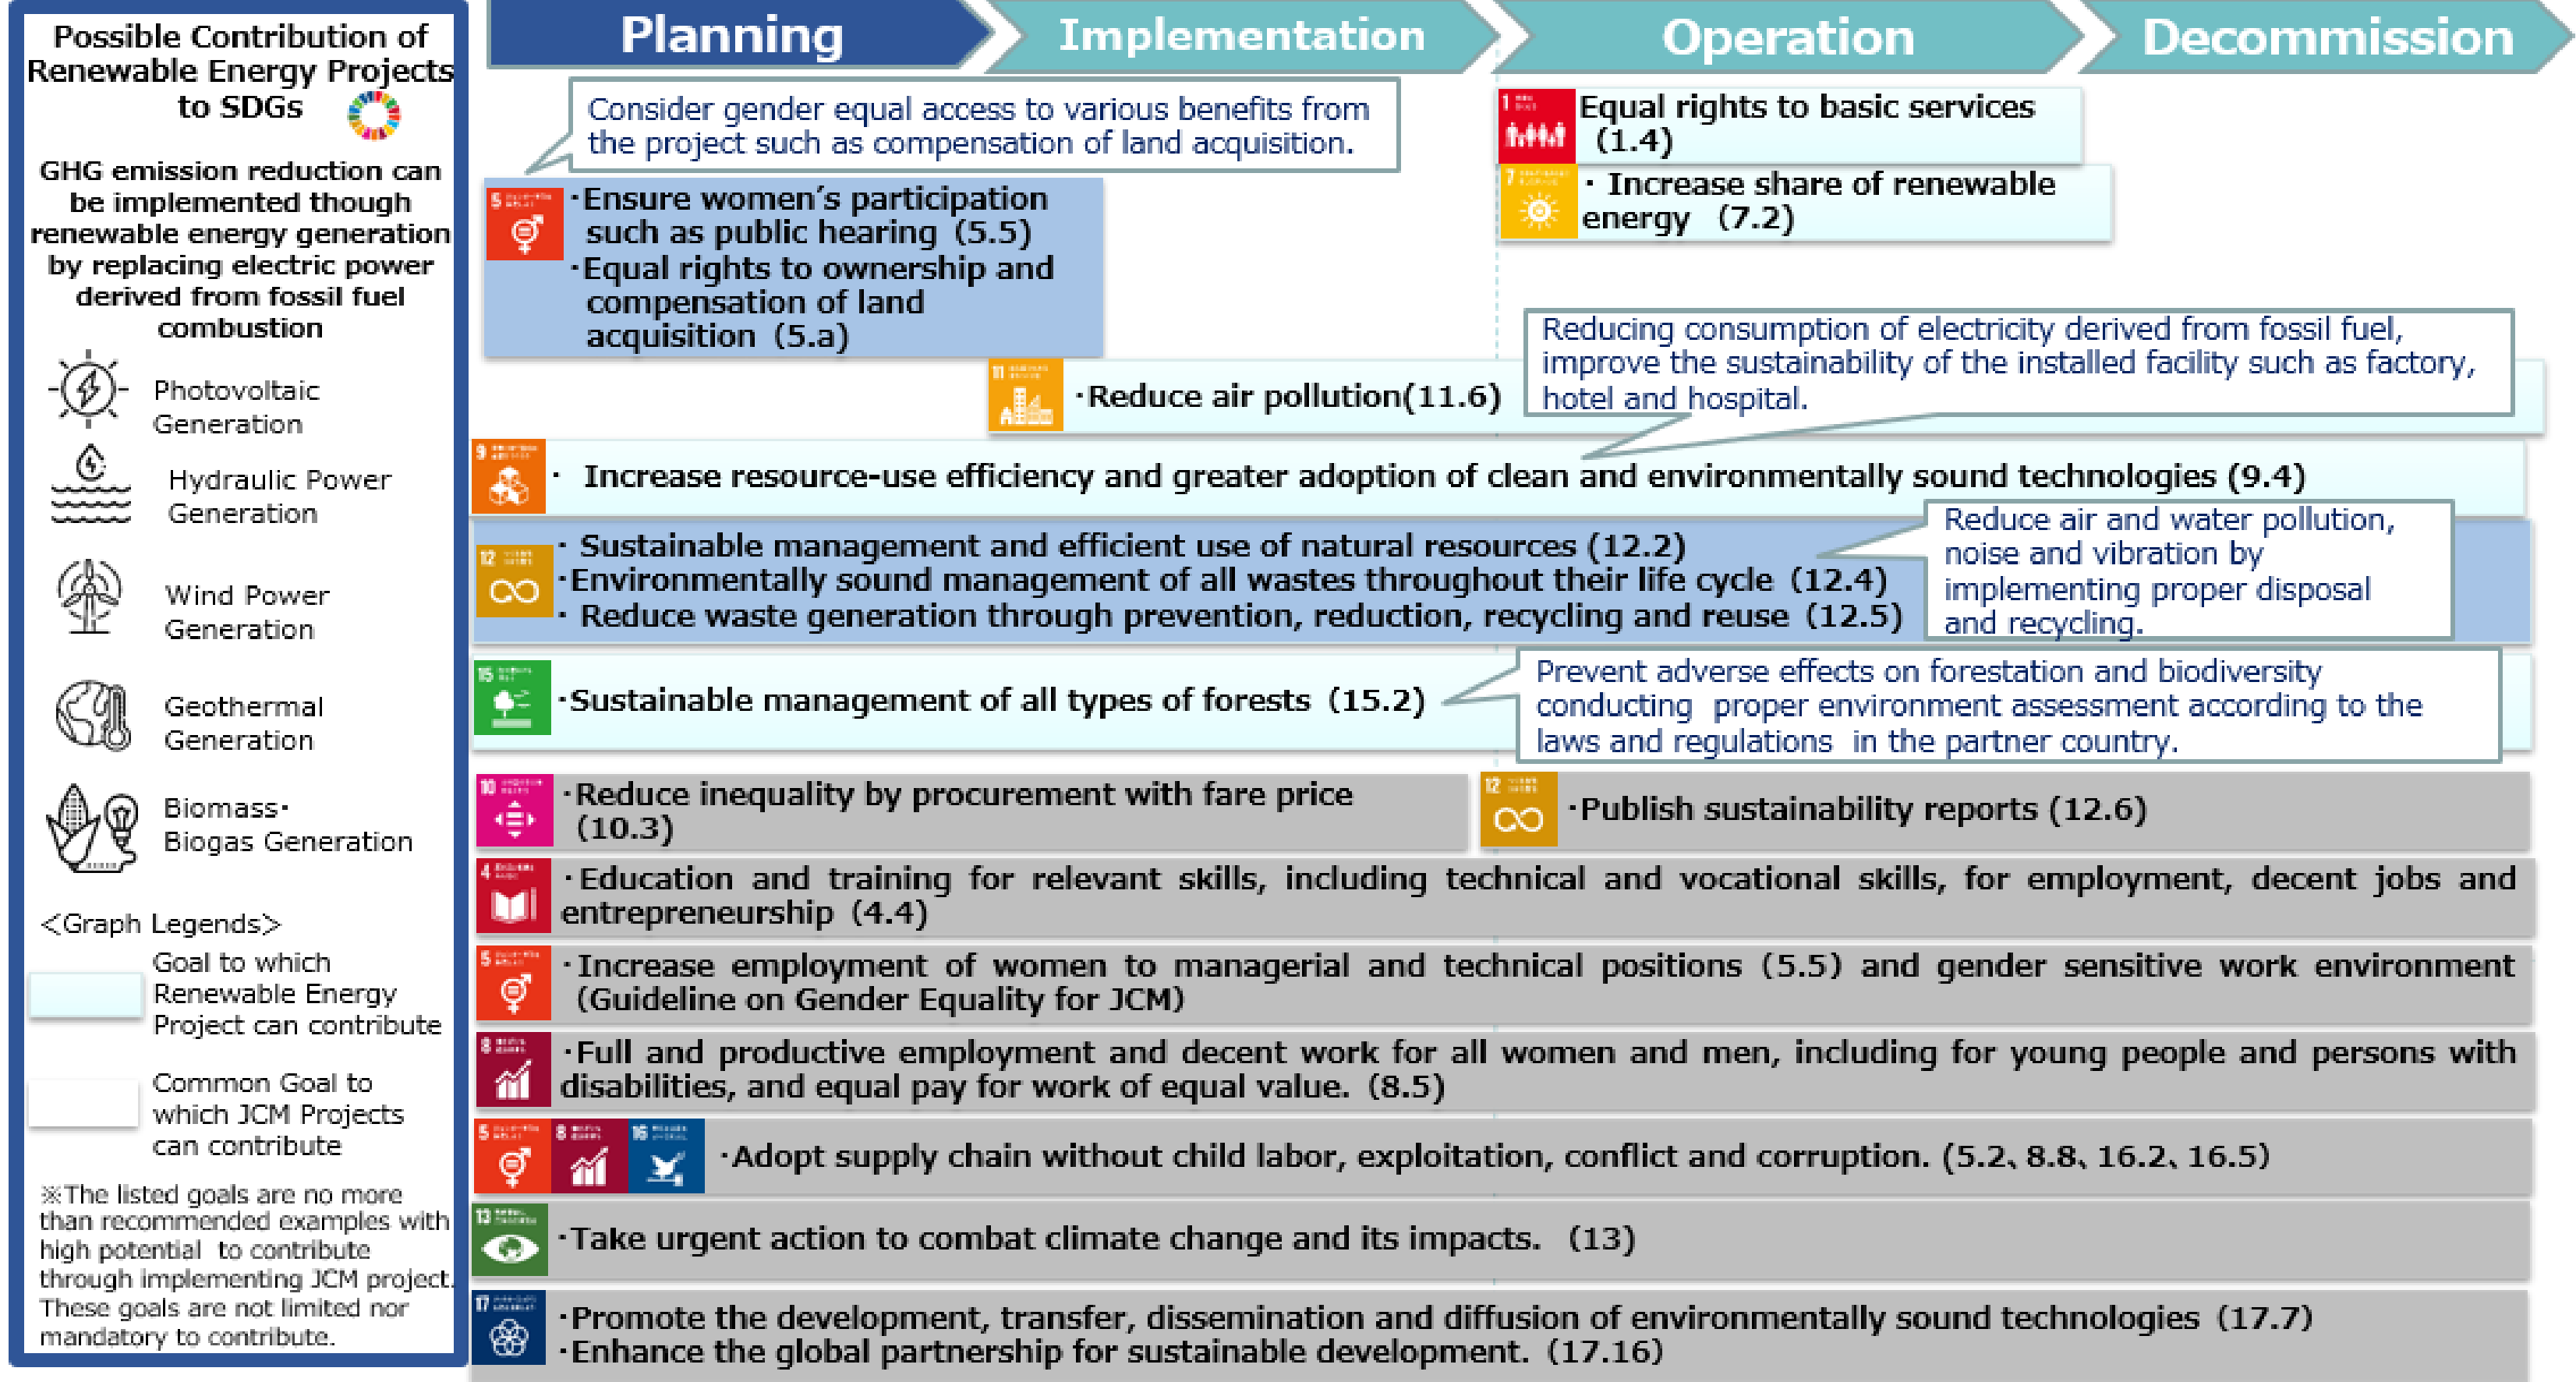 Possible Contribution of
Renewable Energy Projects
to SDGs
GHG emission reduction can
be implemented though
renewable energy generation
by replacing electric power
derived from fossil fuel
combustion
Photovoltaic
Generation
Hydraulic Power
Generation
Wind Power
Generation
Geothermal
Generation
Biomass・
Biogas Generation
<Graph Legends>
Goal to which
Renewable Energy
Project can contribute
Common Goal to
which JCM Projects
can contribute
※The listed goals are no more
than recommended examples with
high potential to contribute
through implementing JCM project.
These goals are not limited nor
mandatory to contribute.
Planning
Implementation
Operation
Decommission
Consider gender equal access to various benefits from
the project such as compensation of land acquisition.
1
Equal rights to basic services
(1.4)
7
・Increase share of renewable
energy (7.2)
5
・Ensure women's participation
such as public hearing (5.5)
・Equal rights to ownership and
compensation of land
acquisition (5.a)
Reducing consumption of electricity derived from fossil fuel,
improve the sustainability of the installed facility such as factory,
hotel and hospital.
11
・Reduce air pollution(11.6)
9
・ Increase resource-use efficiency and greater adoption of clean and environmentally sound technologies (9.4)
12
・Sustainable management and efficient use of natural resources (12.2)
・Environmentally sound management of all wastes throughout their life cycle (12.4)
・Reduce waste generation through prevention, reduction, recycling and reuse (12.5)
Reduce air and water pollution,
noise and vibration by
implementing proper disposal
and recycling.
15
・Sustainable management of all types of forests (15.2)
Prevent adverse effects on forestation and biodiversity
conducting proper environment assessment according to the
laws and regulations in the partner country.
10
・Reduce inequality by procurement with fare price
(10.3)
12
・Publish sustainability reports (12.6)
4
・Education and training for relevant skills, including technical and vocational skills, for employment, decent jobs and
entrepreneurship (4.4)
5
・Increase employment of women to managerial and technical positions (5.5) and gender sensitive work environment
(Guideline on Gender Equality for JCM)
8
・Full and productive employment and decent work for all women and men, including for young people and persons with
disabilities, and equal pay for work of equal value. (8.5)
5 8 16
・Adopt supply chain without child labor, exploitation, conflict and corruption. (5.2、8.8、16.2、16.5)
13
・Take urgent action to combat climate change and its impacts. (13)
17
・Promote the development, transfer, dissemination and diffusion of environmentally sound technologies (17.7)
・Enhance the global partnership for sustainable development. (17.16)